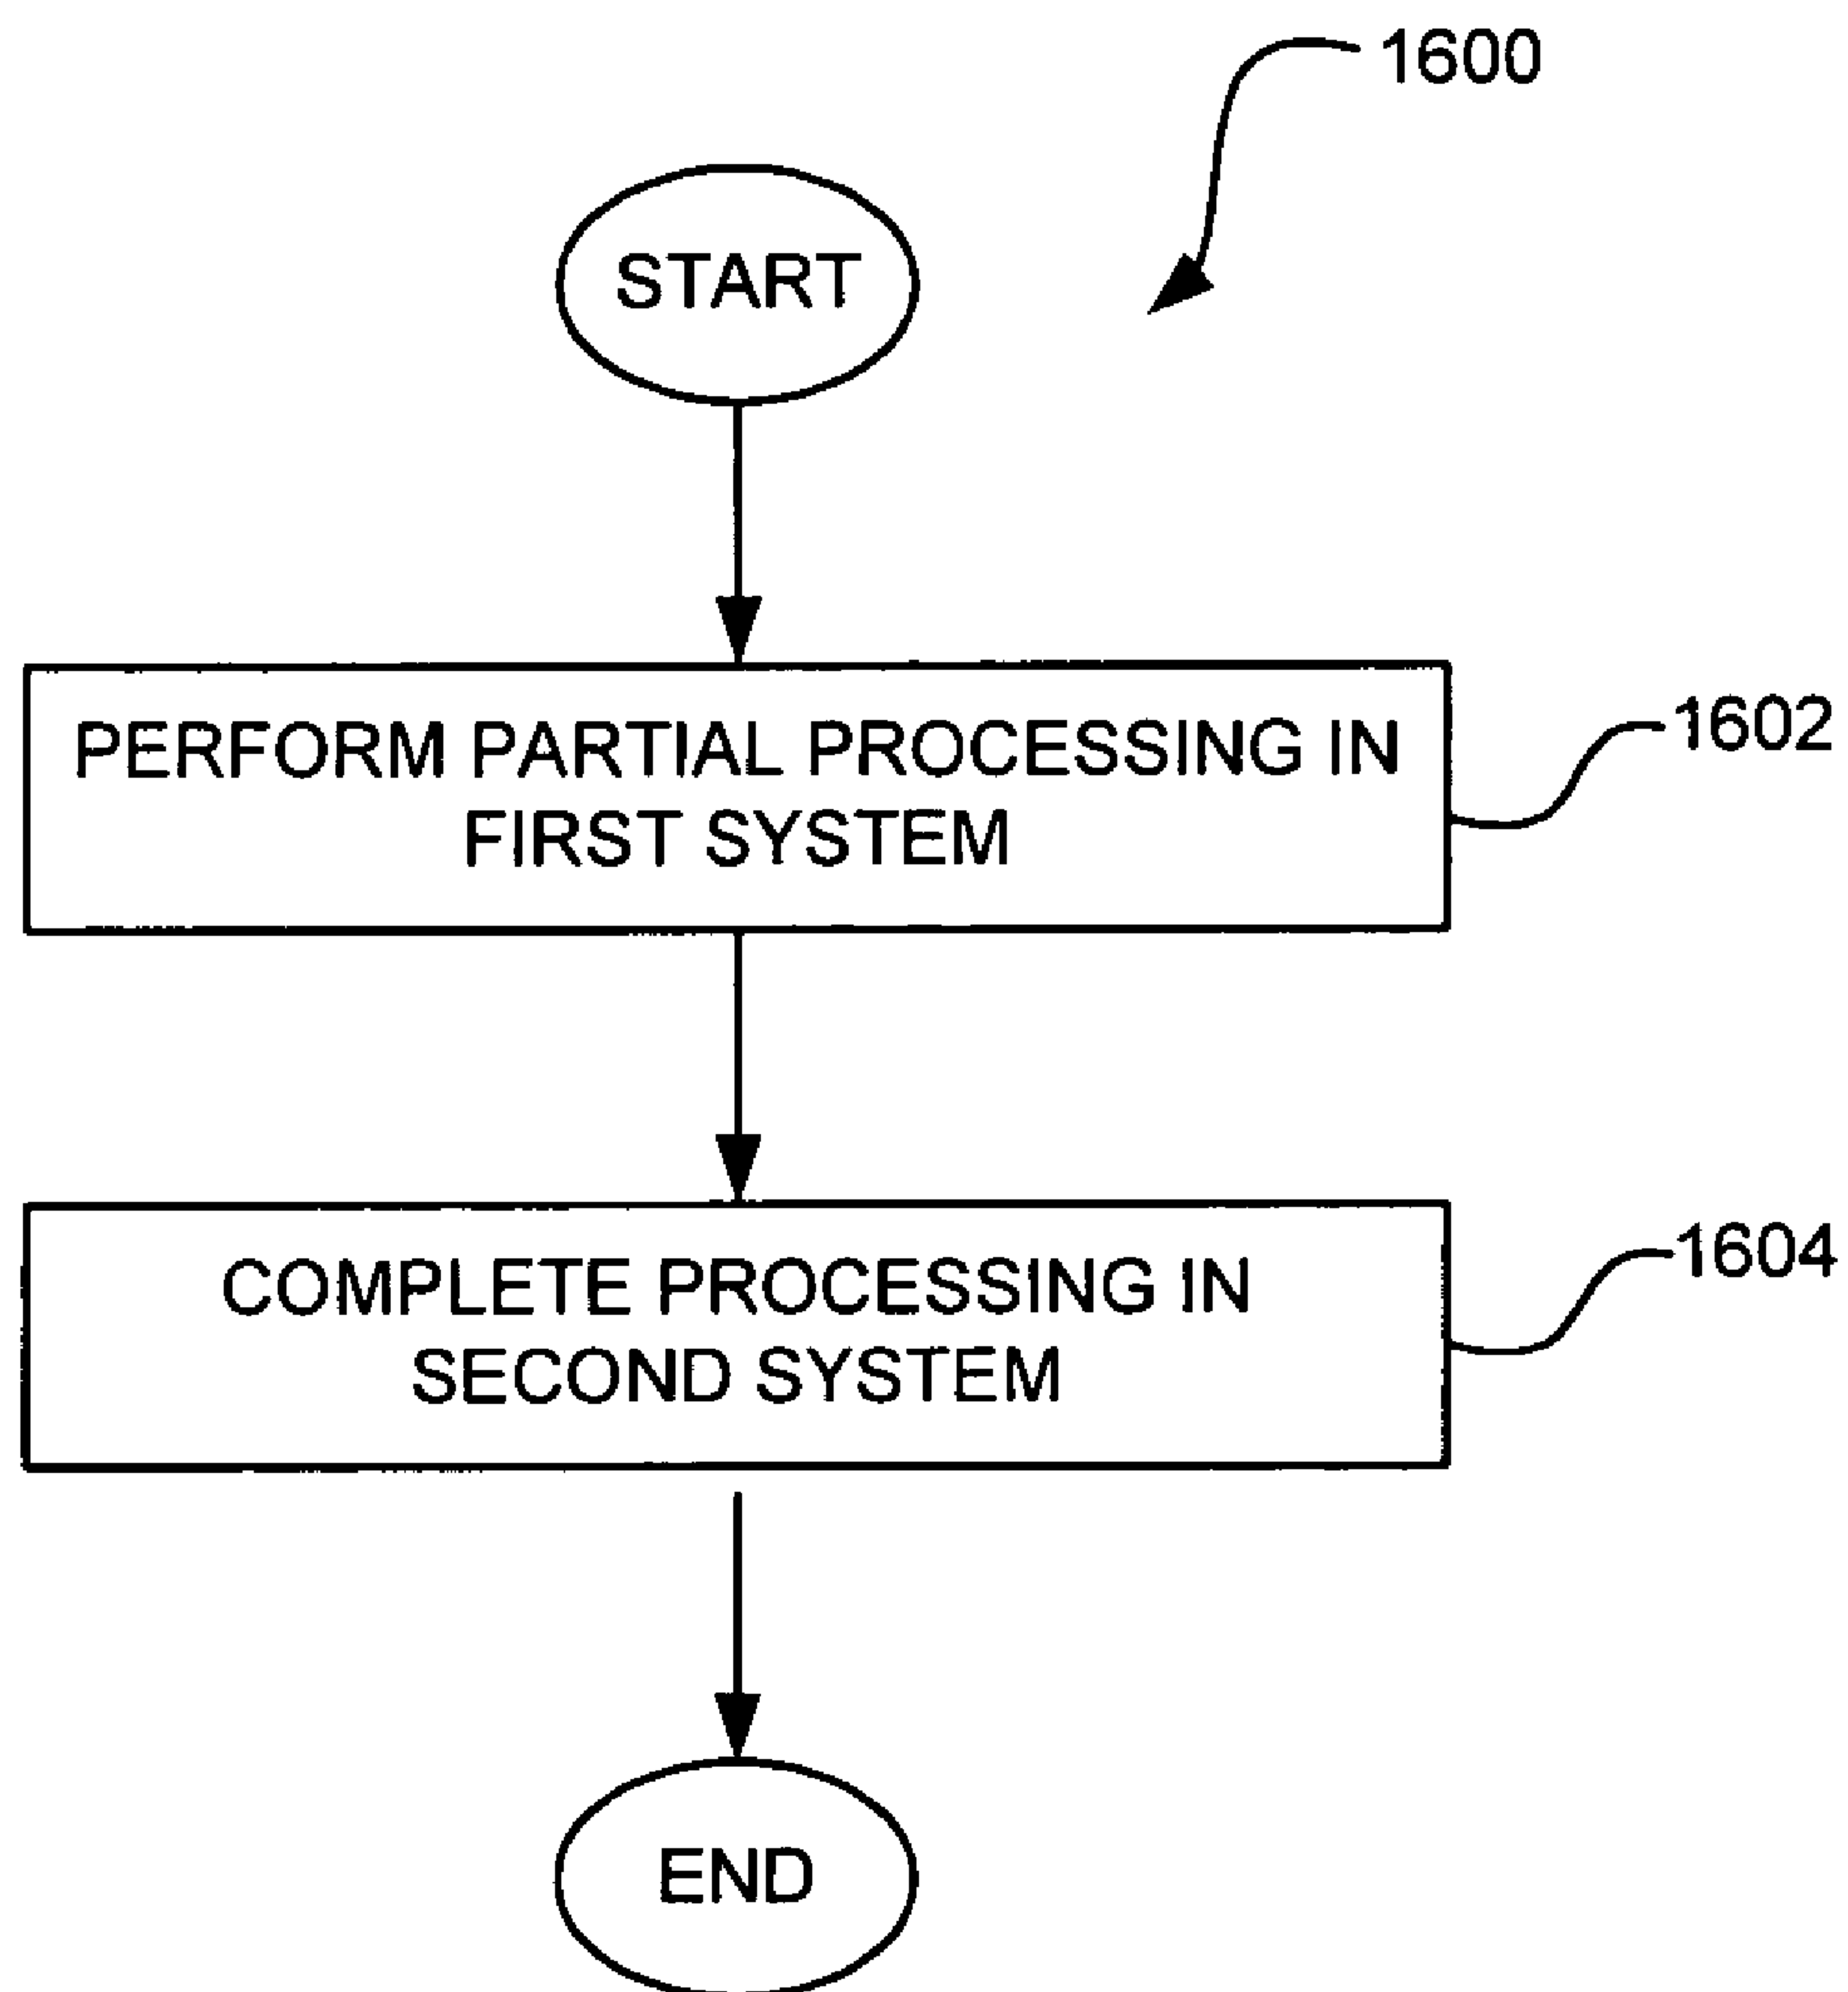 1600
START
PERFORM PARTIAL PROCESSING IN
FIRST SYSTEM
1602
COMPLETE PROCESSING IN
SECOND SYSTEM
1604
END